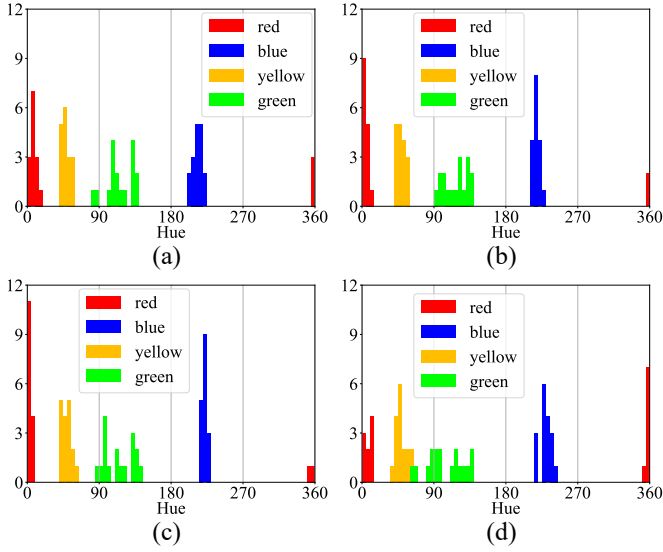 12
9
6
3
0
0 90 180 270 360
Hue
red
blue
yellow
green
(a)
12
9
6
3
0
0 90 180 270 360
Hue
red
blue
yellow
green
(b)
12
9
6
3
0
0 90 180 270 360
Hue
red
blue
yellow
green
(c)
12
9
6
3
0
0 90 180 270 360
Hue
red
blue
yellow
green
(d)